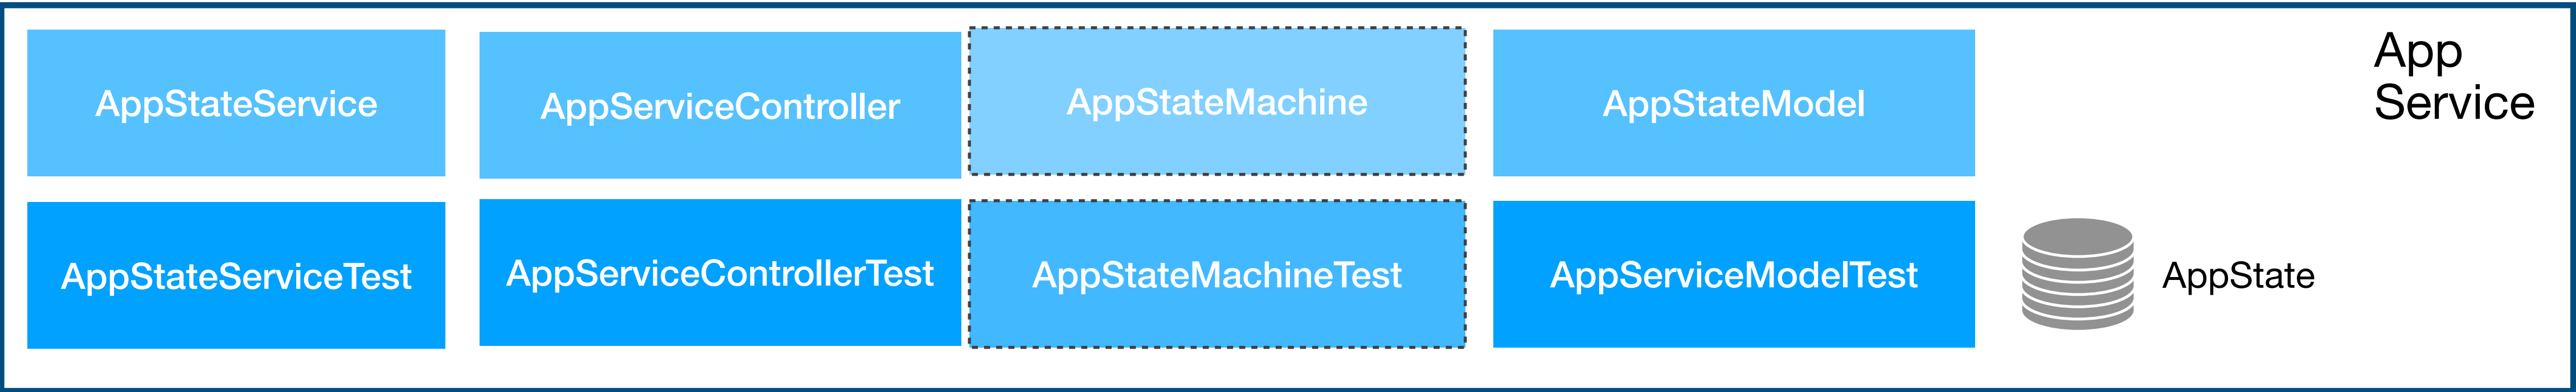 AppStateService
AppServiceController
AppStateMachine
AppStateModel
App
Service
AppStateServiceTest
AppServiceControllerTest
AppStateMachineTest
AppServiceModelTest
AppState